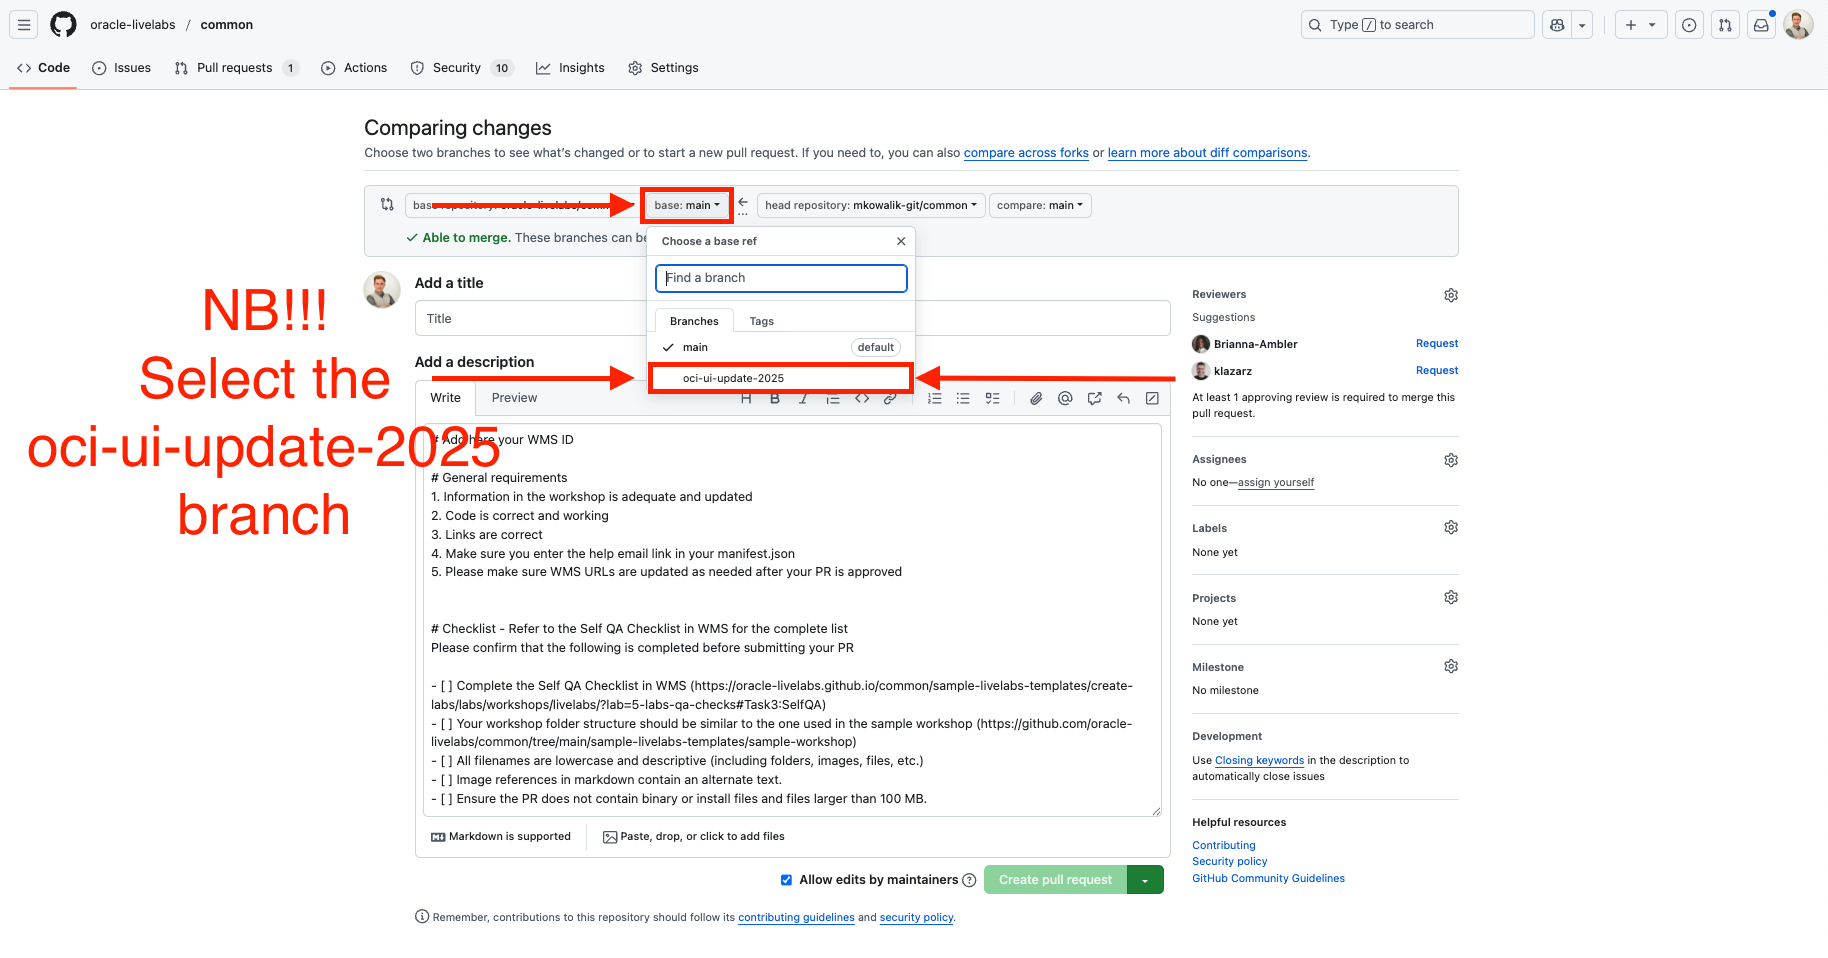 oracle-livelabs / common
Type / to search
Code
Issues
Pull requests 1
Actions
Security 10
Insights
Settings
Comparing changes
Choose two branches to see what's changed or to start a new pull request. If you need to, you can also compare across forks or learn more about diff comparisons.
base repository: oracle-livelabs/
base: main
head repository: mkowalik-git/common
compare: main
Able to merge. These branches can be
Choose a base ref
Find a branch
Branches
Tags
main
default
oci-ui-update-2025
NB!!!
Select the
oci-ui-update-2025
branch
Add a title
Title
Add a description
Write
Preview
# Add here your WMS ID
# General requirements
1. Information in the workshop is adequate and updated
2. Code is correct and working
3. Links are correct
4. Make sure you enter the help email link in your manifest.json
5. Please make sure WMS URLs are updated as needed after your PR is approved
# Checklist - Refer to the Self QA Checklist in WMS for the complete list
Please confirm that the following is completed before submitting your PR
- [ ] Complete the Self QA Checklist in WMS (https://oracle-livelabs.github.io/common/sample-livelabs-templates/create-
labs/labs/workshops/livelabs/?lab=5-labs-qa-checks#Task3:SelfQA)
- [ ] Your workshop folder structure should be similar to the one used in the sample workshop (https://github.com/oracle-
livelabs/common/tree/main/sample-livelabs-templates/sample-workshop)
- [ ] All filenames are lowercase and descriptive (including folders, images, files, etc.)
- [ ] Image references in markdown contain an alternate text.
- [ ] Ensure the PR does not contain binary or install files and files larger than 100 MB.
Markdown is supported
Paste, drop, or click to add files
Allow edits by maintainers
Create pull request
Remember, contributions to this repository should follow its contributing guidelines and security policy.
Reviewers
Suggestions
Brianna-Ambler Request
klazarz Request
At least 1 approving review is required to merge this
pull request.
Assignees
No one—assign yourself
Labels
None yet
Projects
None yet
Milestone
No milestone
Development
Use Closing keywords in the description to
automatically close issues
Helpful resources
Contributing
Security policy
GitHub Community Guidelines